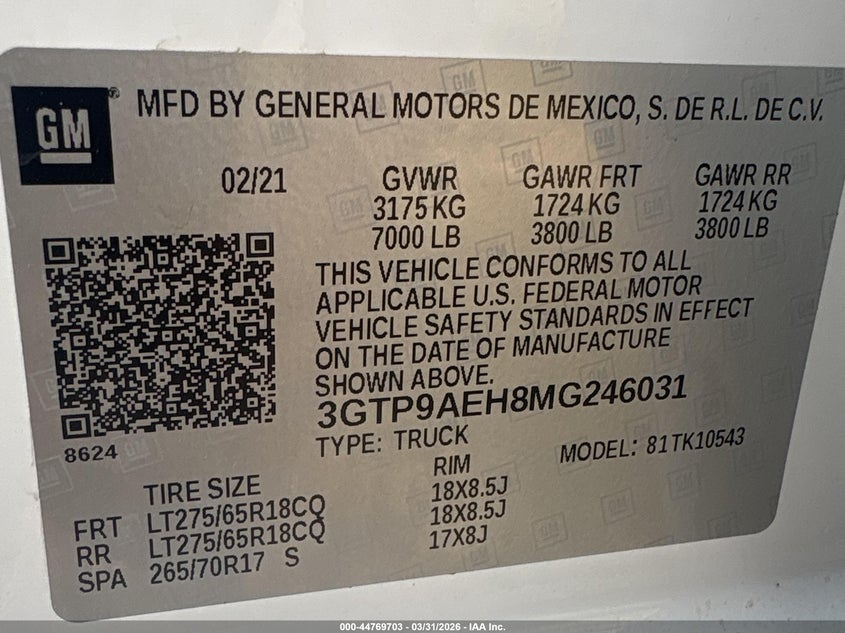 GM
®
MFD BY GENERAL MOTORS DE MEXICO, S. DE R.L. DE C.V.
02/21 GVWR GAWR FRT GAWR RR
3175 KG 1724 KG 1724 KG
7000 LB 3800 LB 3800 LB
THIS VEHICLE CONFORMS TO ALL
APPLICABLE U.S. FEDERAL MOTOR
VEHICLE SAFETY STANDARDS IN EFFECT
ON THE DATE OF MANUFACTURE
SHOWN ABOVE.
3GTP9AEH8MG246031
8624
TYPE: TRUCK MODEL: 81TK10543
TIRE SIZE RIM
FRT LT275/65R18CQ 18X8.5J
RR LT275/65R18CQ 18X8.5J
SPA 265/70R17 S 17X8J
000-44769703 - 03/31/2026 - IAA Inc.